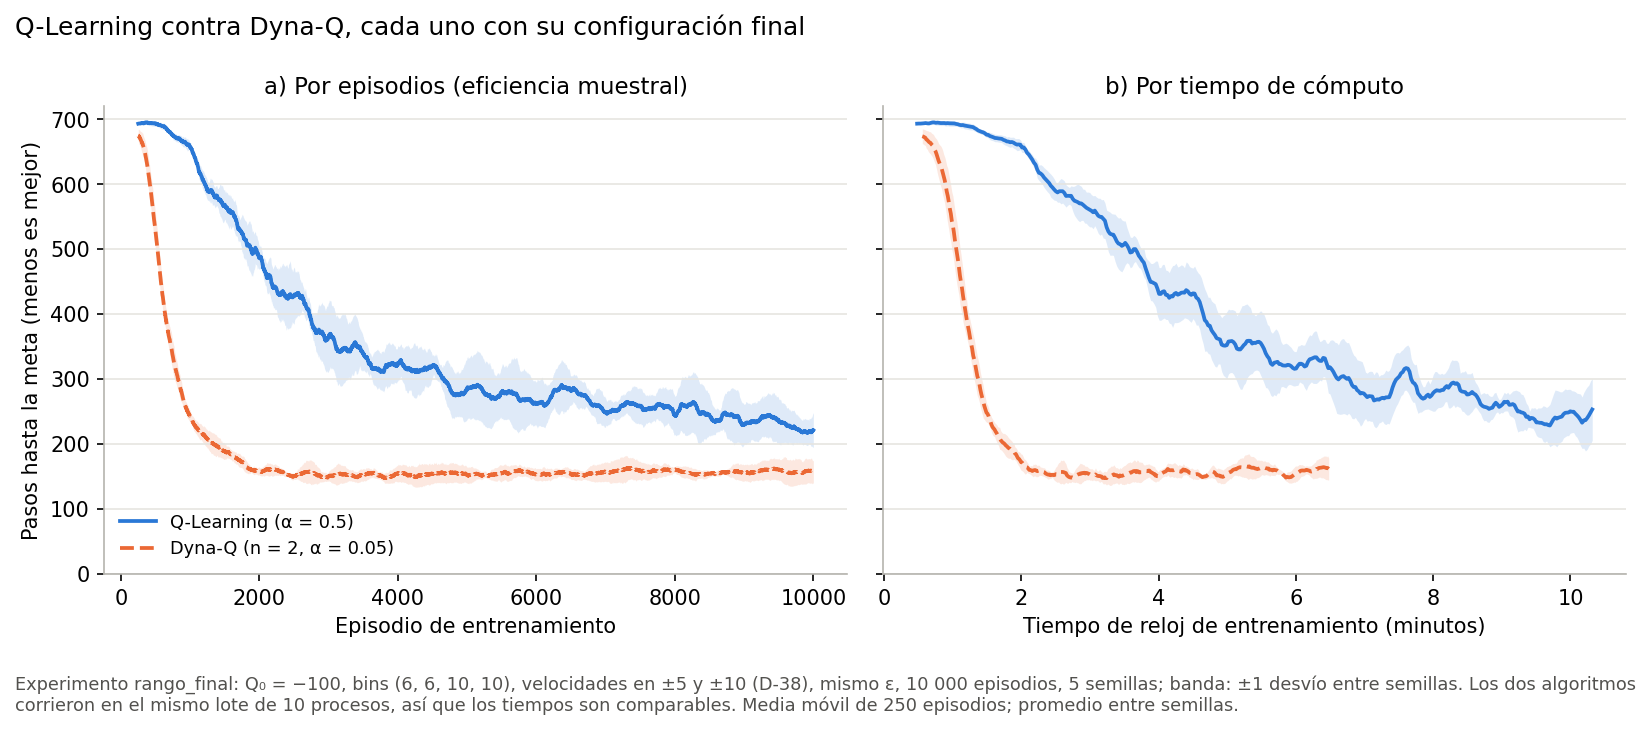 Q-Learning contra Dyna-Q, cada uno con su configuración final
a) Por episodios (eficiencia muestral)
Pasos hasta la meta (menos es mejor)
700
600
500
400
300
200
100
0
Q-Learning (α = 0.5)
Dyna-Q (n = 2, α = 0.05)
0 2000 4000 6000 8000 10000
Episodio de entrenamiento
b) Por tiempo de cómputo
0 2 4 6 8 10
Tiempo de reloj de entrenamiento (minutos)
Experimento rango_final: Q₀ = −100, bins (6, 6, 10, 10), velocidades en ±5 y ±10 (D-38), mismo ε, 10 000 episodios, 5 semillas; banda: ±1 desvío entre semillas. Los dos algoritmos
corrieron en el mismo lote de 10 procesos, así que los tiempos son comparables. Media móvil de 250 episodios; promedio entre semillas.